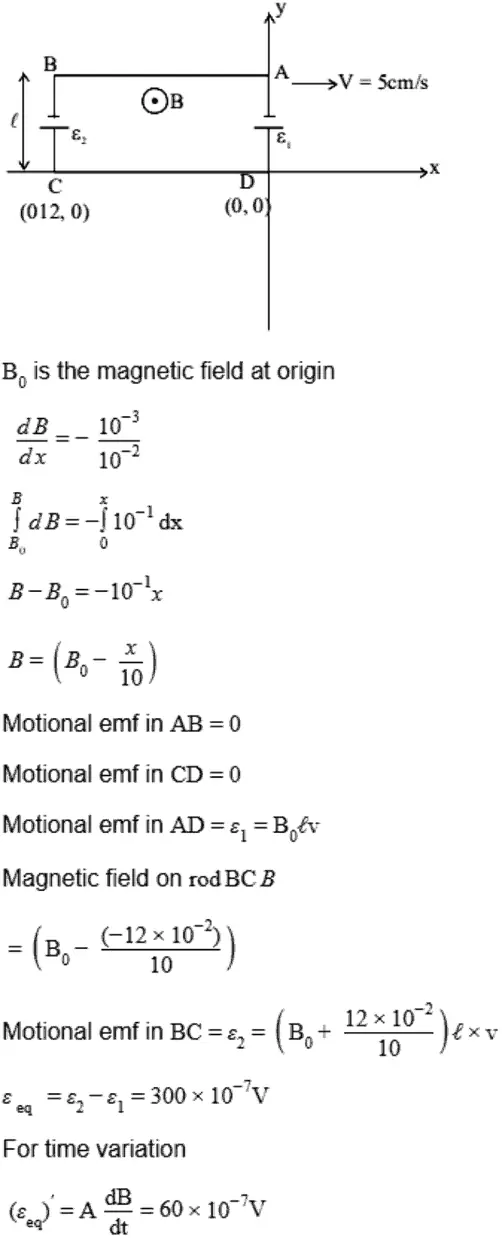 y
B
A
V = 5cm/s
B
ℓ
ε₂
ε₁
x
C
D
(012, 0)
(0, 0)
B₀ is the magnetic field at origin
dB/dx = − 10⁻³/10⁻²
∫_{B₀}^{B} dB = −∫_{0}^{x} 10⁻¹ dx
B − B₀ = −10⁻¹x
B = (B₀ − x/10)
Motional emf in AB = 0
Motional emf in CD = 0
Motional emf in AD = ε₁ = B₀ℓv
Magnetic field on rod BC B
= (B₀ − (−12 × 10⁻²)/10)
Motional emf in BC = ε₂ = (B₀ + 12 × 10⁻²/10) ℓ × v
ε_eq = ε₂ − ε₁ = 300 × 10⁻⁷V
For time variation
(ε_eq)′ = A dB/dt = 60 × 10⁻⁷V